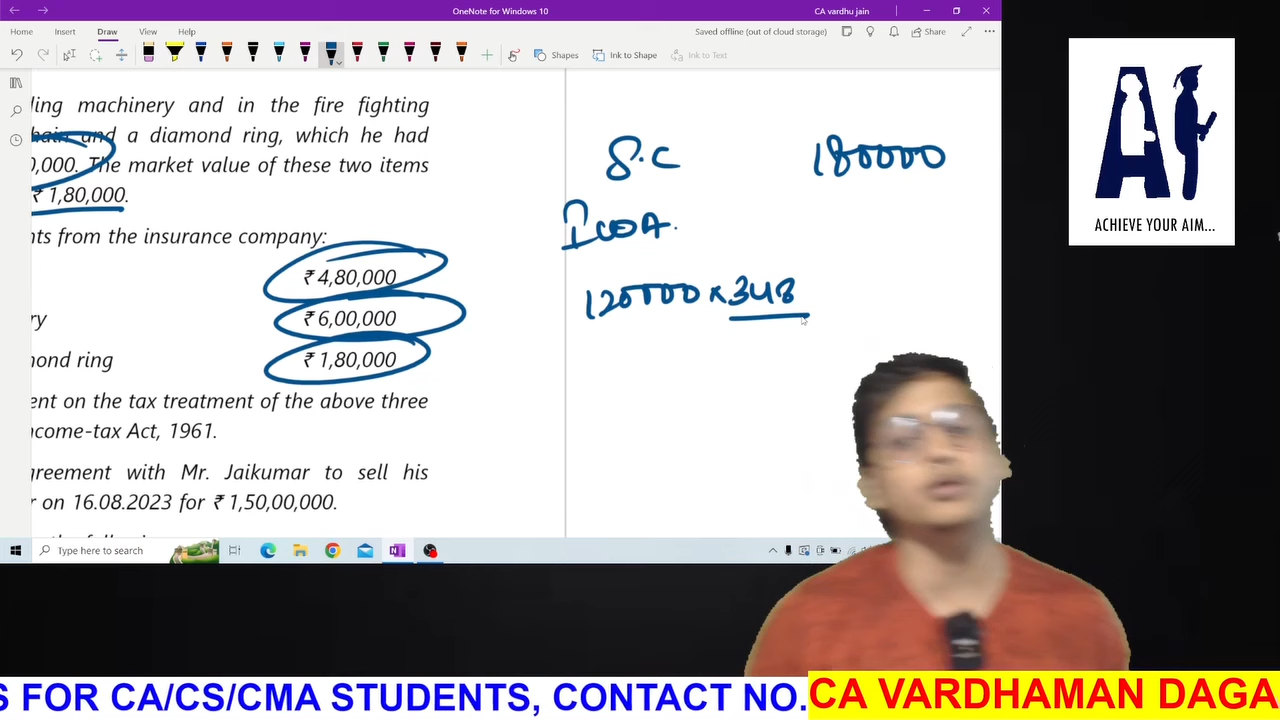 OneNote for Windows 10
CA vardhu jain
Home Insert Draw View Help
Saved offline (out of cloud storage)
Share
Shapes
Ink to Shape
Ink to Text
ling machinery and in the fire fighting
and a diamond ring, which he had
0,000. The market value of these two items
₹ 1,80,000.
nts from the insurance company:
₹ 4,80,000
ry ₹ 6,00,000
mond ring ₹ 1,80,000
ent on the tax treatment of the above three
ncome-tax Act, 1961.
greement with Mr. Jaikumar to sell his
r on 16.08.2023 for ₹ 1,50,00,000.
S.C 180000
ICOA.
120000 × 348
AI
ACHIEVE YOUR AIM...
Type here to search
S FOR CA/CS/CMA STUDENTS, CONTACT NO.
CA VARDHAMAN DAGA